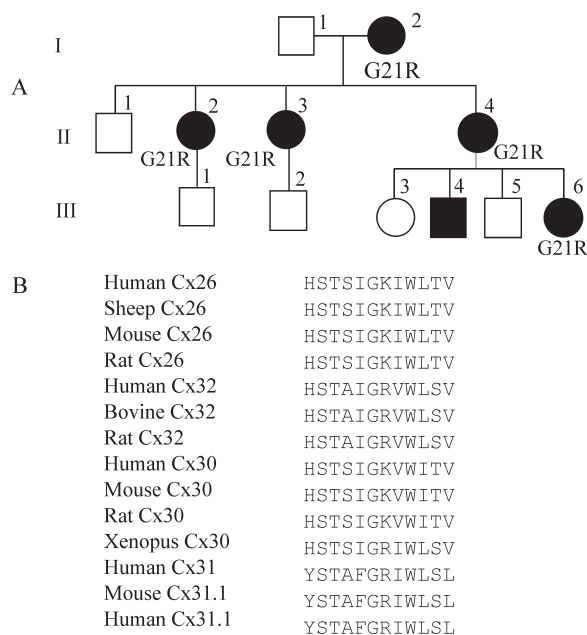 I
1
2
G21R
A
II
1
2
3
4
G21R
G21R
G21R
III
1
2
3
4
5
6
G21R
B
Human Cx26 HSTSIGKIWLTV
Sheep Cx26 HSTSIGKIWLTV
Mouse Cx26 HSTSIGKIWLTV
Rat Cx26 HSTSIGKIWLTV
Human Cx32 HSTAIGRVWLSV
Bovine Cx32 HSTAIGRVWLSV
Rat Cx32 HSTAIGRVWLSV
Human Cx30 HSTSIGKVWITV
Mouse Cx30 HSTSIGKVWITV
Rat Cx30 HSTSIGKVWITV
Xenopus Cx30 HSTSIGRIWLSV
Human Cx31 YSTAFGRIWLSL
Mouse Cx31.1 YSTAFGRIWLSL
Human Cx31.1 YSTAFGRIWLSL